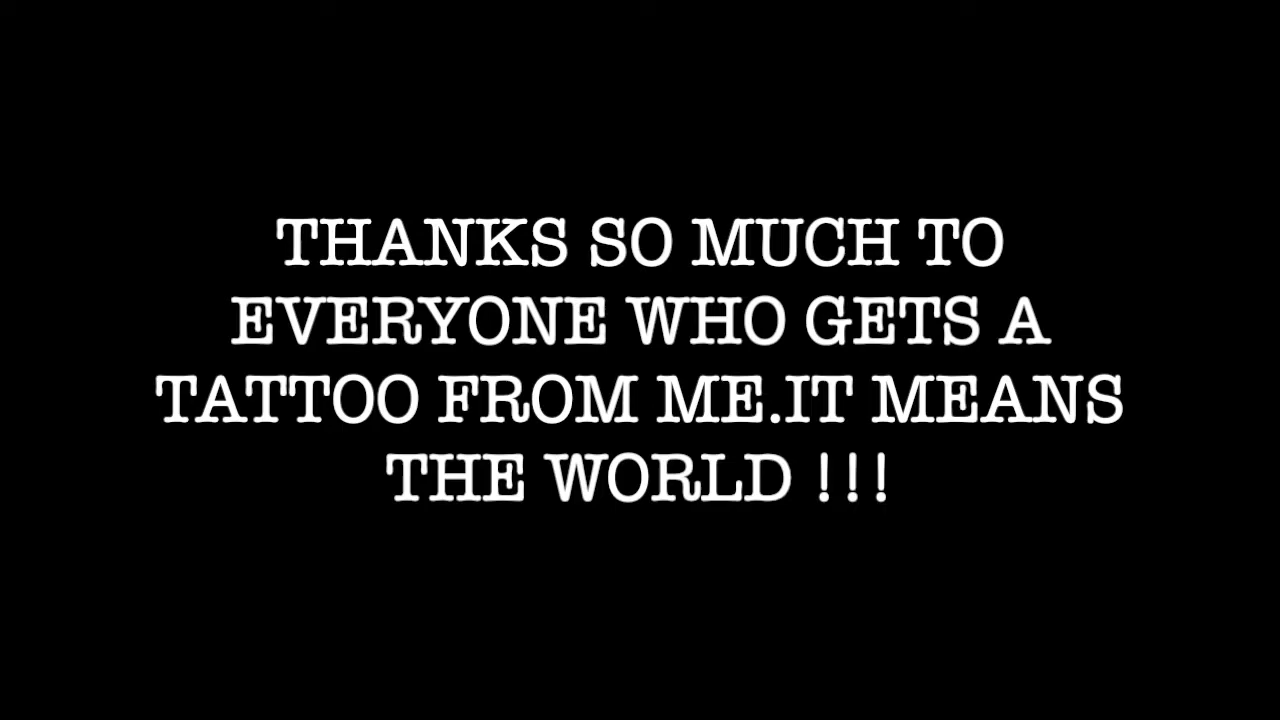 THANKS SO MUCH TO
EVERYONE WHO GETS A
TATTOO FROM ME.IT MEANS
THE WORLD !!!